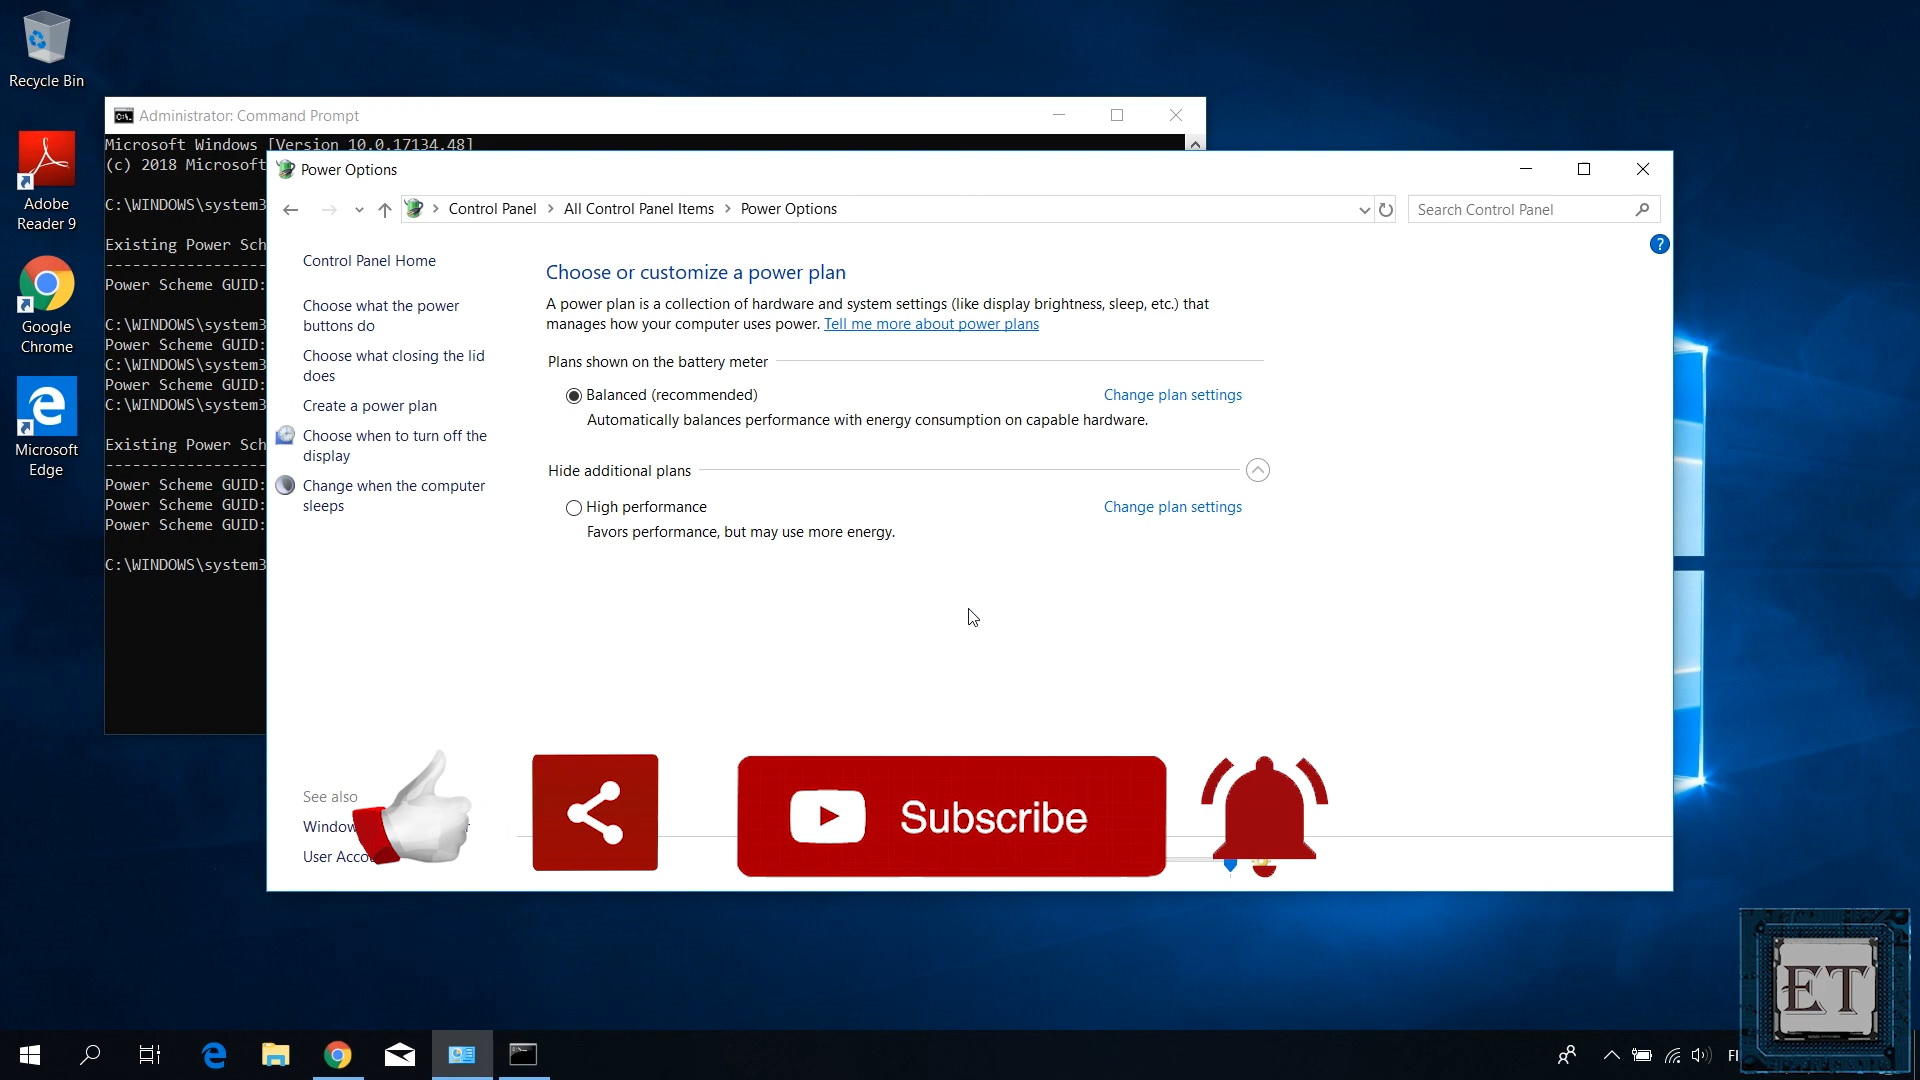 Recycle Bin
Adobe
Reader 9
Google
Chrome
Microsoft
Edge
Administrator: Command Prompt
Microsoft Windows [Version 10.0.17134.48]
(c) 2018 Microsoft
C:\WINDOWS\system3
Existing Power Sch
--------------------
Power Scheme GUID:
C:\WINDOWS\system3
Power Scheme GUID:
C:\WINDOWS\system3
Power Scheme GUID:
C:\WINDOWS\system3
Existing Power Sch
--------------------
Power Scheme GUID:
Power Scheme GUID:
Power Scheme GUID:
C:\WINDOWS\system3
Power Options
Control Panel > All Control Panel Items > Power Options
Search Control Panel
?
Control Panel Home
Choose what the power
buttons do
Choose what closing the lid
does
Create a power plan
Choose when to turn off the
display
Change when the computer
sleeps
Choose or customize a power plan
A power plan is a collection of hardware and system settings (like display brightness, sleep, etc.) that
manages how your computer uses power. Tell me more about power plans
Plans shown on the battery meter
Balanced (recommended) Change plan settings
Automatically balances performance with energy consumption on capable hardware.
Hide additional plans
High performance Change plan settings
Favors performance, but may use more energy.
See also
Window
User Acco
Subscribe
ET
FI